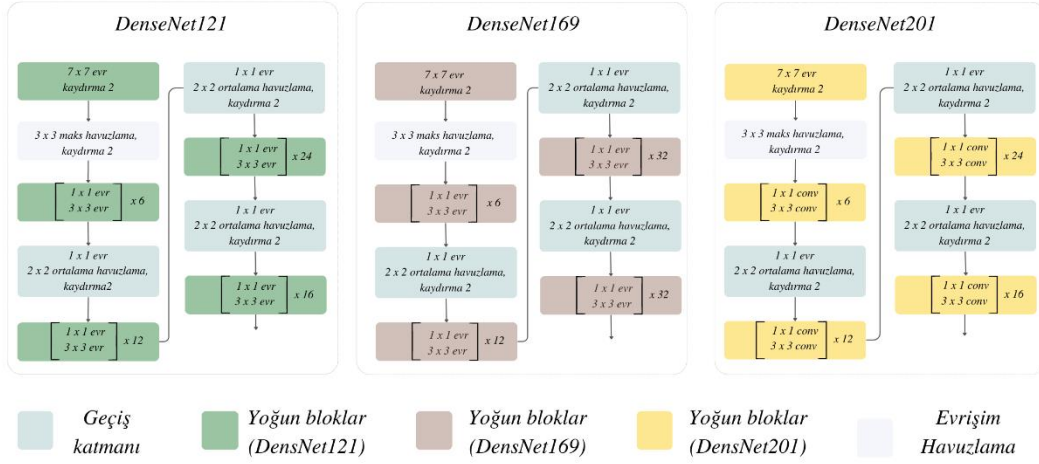 DenseNet121
7 x 7 evr
kaydırma 2
3 x 3 maks havuzlama,
kaydırma 2
1 x 1 evr
3 x 3 evr
x 6
1 x 1 evr
2 x 2 ortalama havuzlama,
kaydırma2
1 x 1 evr
3 x 3 evr
x 12
1 x 1 evr
2 x 2 ortalama havuzlama,
kaydırma 2
1 x 1 evr
3 x 3 evr
x 24
1 x 1 evr
2 x 2 ortalama havuzlama,
kaydırma 2
1 x 1 evr
3 x 3 evr
x 16
DenseNet169
7 x 7 evr
kaydırma 2
3 x 3 maks havuzlama,
kaydırma 2
1 x 1 evr
3 x 3 evr
x 6
1 x 1 evr
2 x 2 ortalama havuzlama,
kaydırma 2
1 x 1 evr
3 x 3 evr
x 12
1 x 1 evr
2 x 2 ortalama havuzlama,
kaydırma 2
1 x 1 evr
3 x 3 evr
x 32
1 x 1 evr
2 x 2 ortalama havuzlama,
kaydırma 2
1 x 1 evr
3 x 3 evr
x 32
DenseNet201
7 x 7 evr
kaydırma 2
3 x 3 maks havuzlama,
kaydırma 2
1 x 1 conv
3 x 3 conv
x 6
1 x 1 evr
2 x 2 ortalama havuzlama,
kaydırma 2
1 x 1 conv
3 x 3 conv
x 12
1 x 1 evr
2 x 2 ortalama havuzlama,
kaydırma 2
1 x 1 conv
3 x 3 conv
x 24
1 x 1 evr
2 x 2 ortalama havuzlama,
kaydırma 2
1 x 1 conv
3 x 3 conv
x 16
Geçiş
katmanı
Yoğun bloklar
(DensNet121)
Yoğun bloklar
(DensNet169)
Yoğun bloklar
(DensNet201)
Evrişim
Havuzlama